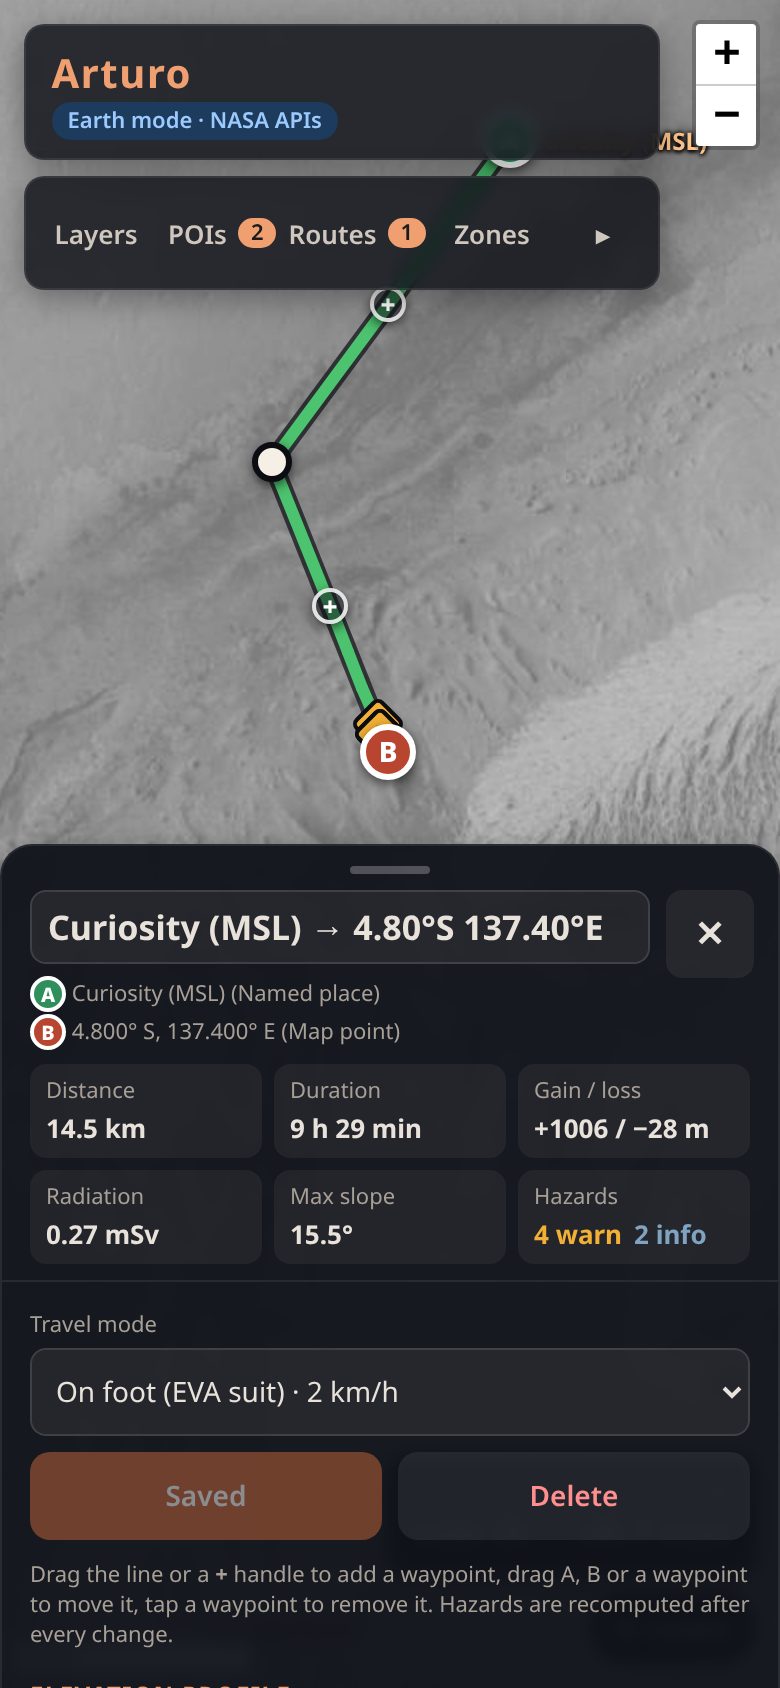 Arturo
Earth mode · NASA APIs
+
−
MSL)
Layers POIs 2 Routes 1 Zones ▸
B
Curiosity (MSL) → 4.80°S 137.40°E ✕
A Curiosity (MSL) (Named place)
B 4.800° S, 137.400° E (Map point)
Distance Duration Gain / loss
14.5 km 9 h 29 min +1006 / −28 m
Radiation Max slope Hazards
0.27 mSv 15.5° 4 warn 2 info
Travel mode
On foot (EVA suit) · 2 km/h
Saved Delete
Drag the line or a + handle to add a waypoint, drag A, B or a waypoint
to move it, tap a waypoint to remove it. Hazards are recomputed after
every change.